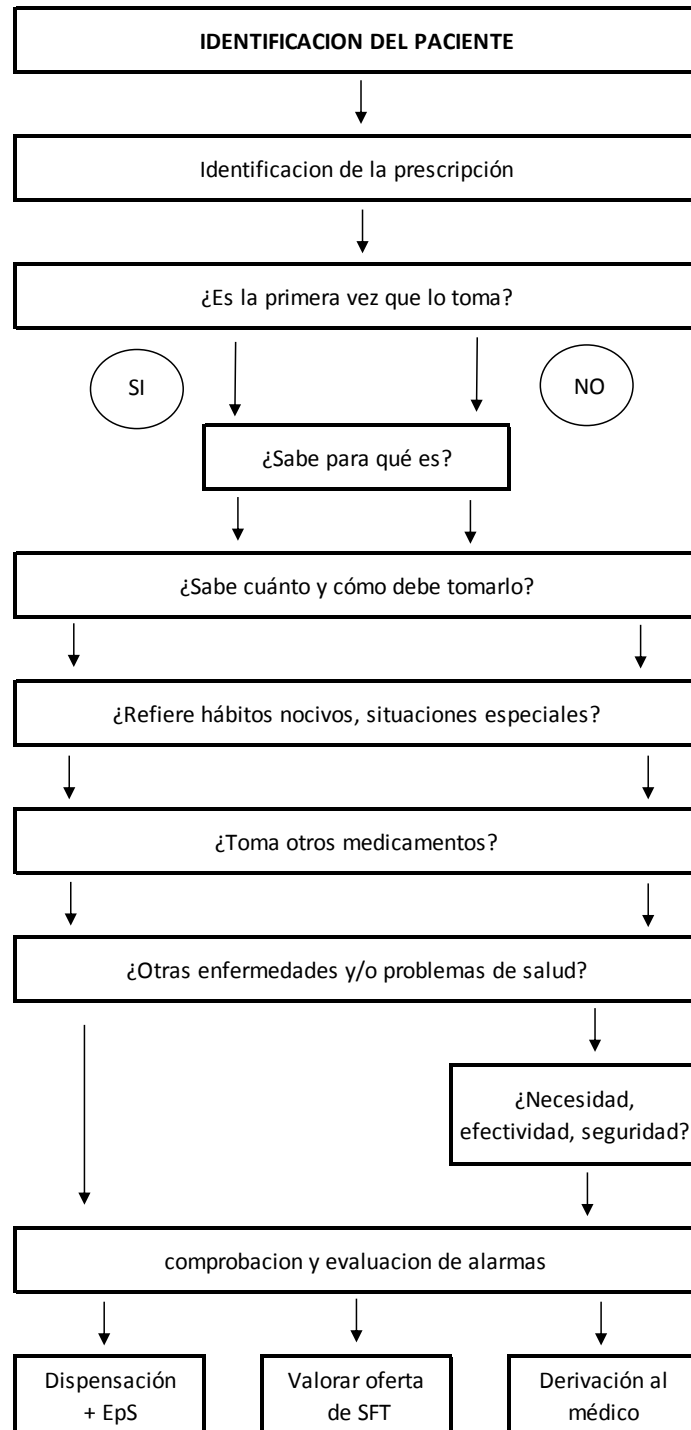 IDENTIFICACION DEL PACIENTE
Identificacion de la prescripción
¿Es la primera vez que lo toma?
SI
NO
¿Sabe para qué es?
¿Sabe cuánto y cómo debe tomarlo?
¿Refiere hábitos nocivos, situaciones especiales?
¿Toma otros medicamentos?
¿Otras enfermedades y/o problemas de salud?
¿Necesidad,
efectividad, seguridad?
comprobacion y evaluacion de alarmas
Dispensación
+ EpS
Valorar oferta
de SFT
Derivación al
médico